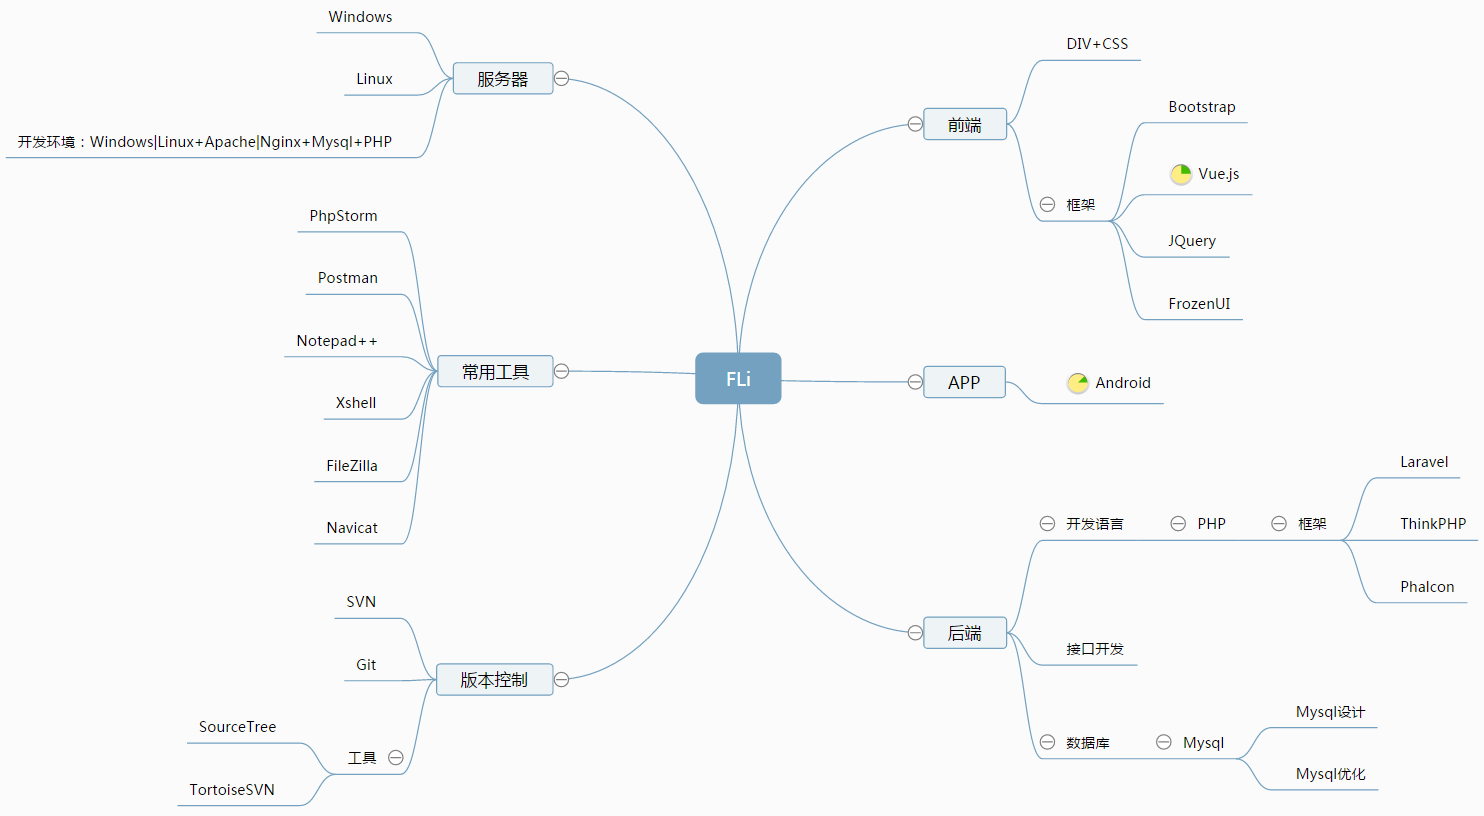 FLi
服务器
Windows
Linux
开发环境：Windows|Linux+Apache|Nginx+Mysql+PHP
常用工具
PhpStorm
Postman
Notepad++
Xshell
FileZilla
Navicat
版本控制
SVN
Git
工具
SourceTree
TortoiseSVN
前端
DIV+CSS
框架
Bootstrap
Vue.js
JQuery
FrozenUI
APP
Android
后端
开发语言
PHP
框架
Laravel
ThinkPHP
Phalcon
接口开发
数据库
Mysql
Mysql设计
Mysql优化